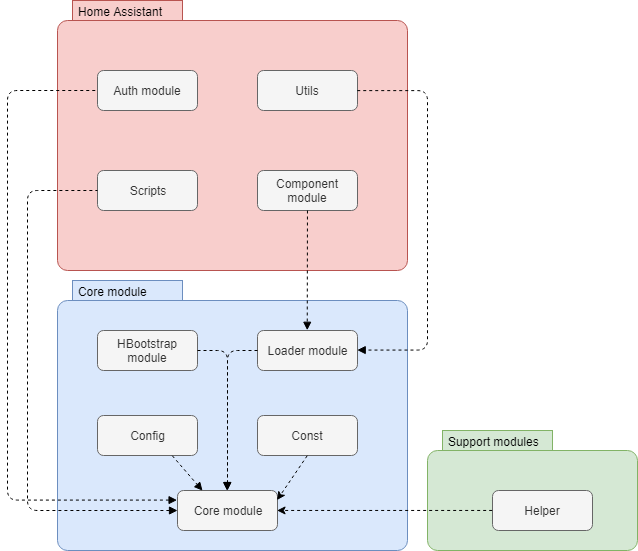 Home Assistant
Auth module
Utils
Scripts
Component
module
Core module
HBootstrap
module
Loader module
Config
Const
Support modules
Core module
Helper